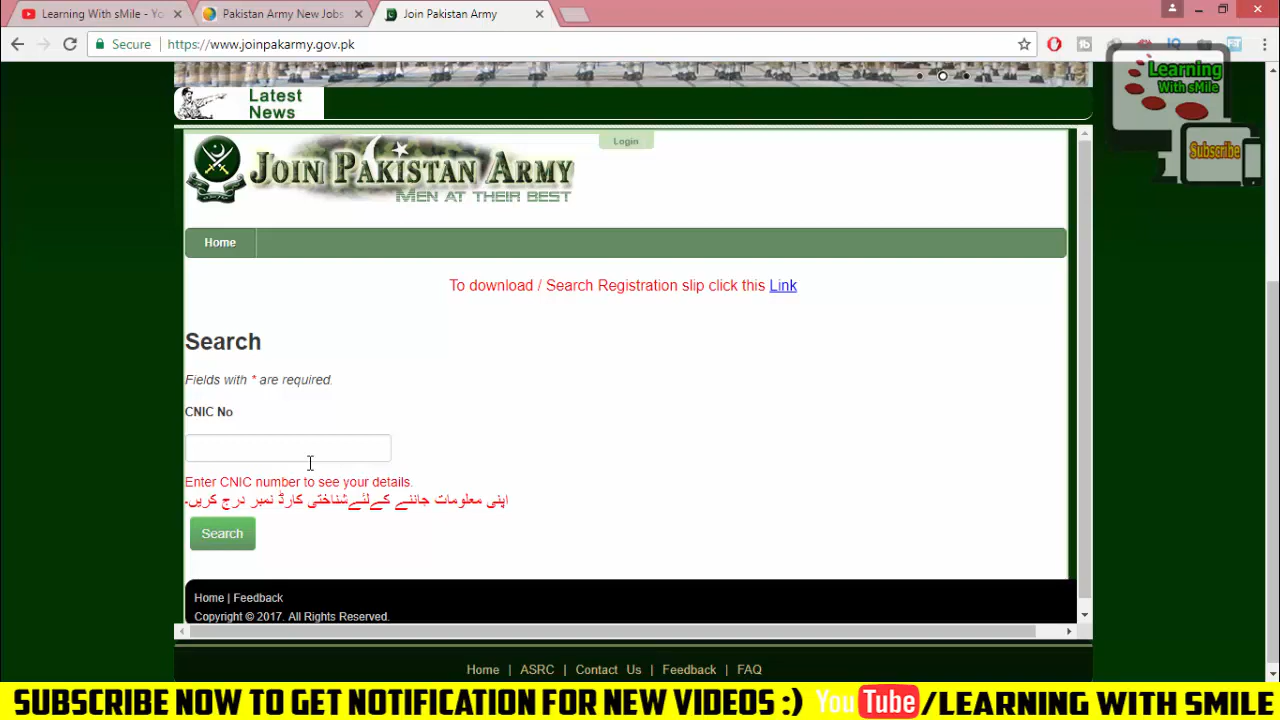 Learning With sMile - Yo
Pakistan Army New Jobs
Join Pakistan Army
Secure
https://www.joinpakarmy.gov.pk
Learning
With sMile
Subscribe
Latest
News
Login
JOIN PAKISTAN ARMY
MEN AT THEIR BEST
Home
To download / Search Registration slip click this Link
Search
Fields with * are required.
CNIC No
Enter CNIC number to see your details.
اپنی معلومات جاننے کےلئےشناختی کارڈ نمبر درج کریں۔
Search
Home | Feedback
Copyright © 2017. All Rights Reserved.
Home | ASRC | Contact Us | Feedback | FAQ
SUBSCRIBE NOW TO GET NOTIFICATION FOR NEW VIDEOS :) YouTube/LEARNING WITH SMILE